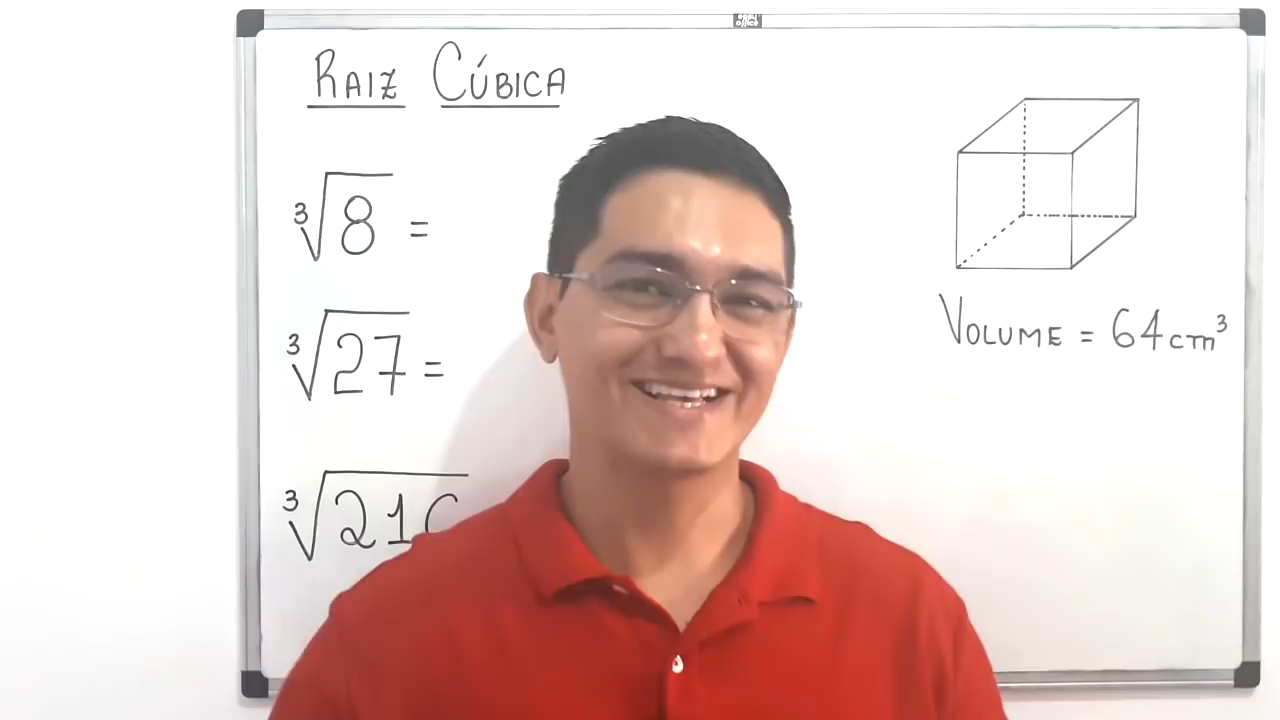 RAIZ CÚBICA
∛8 =
∛27 =
VOLUME = 64cm³